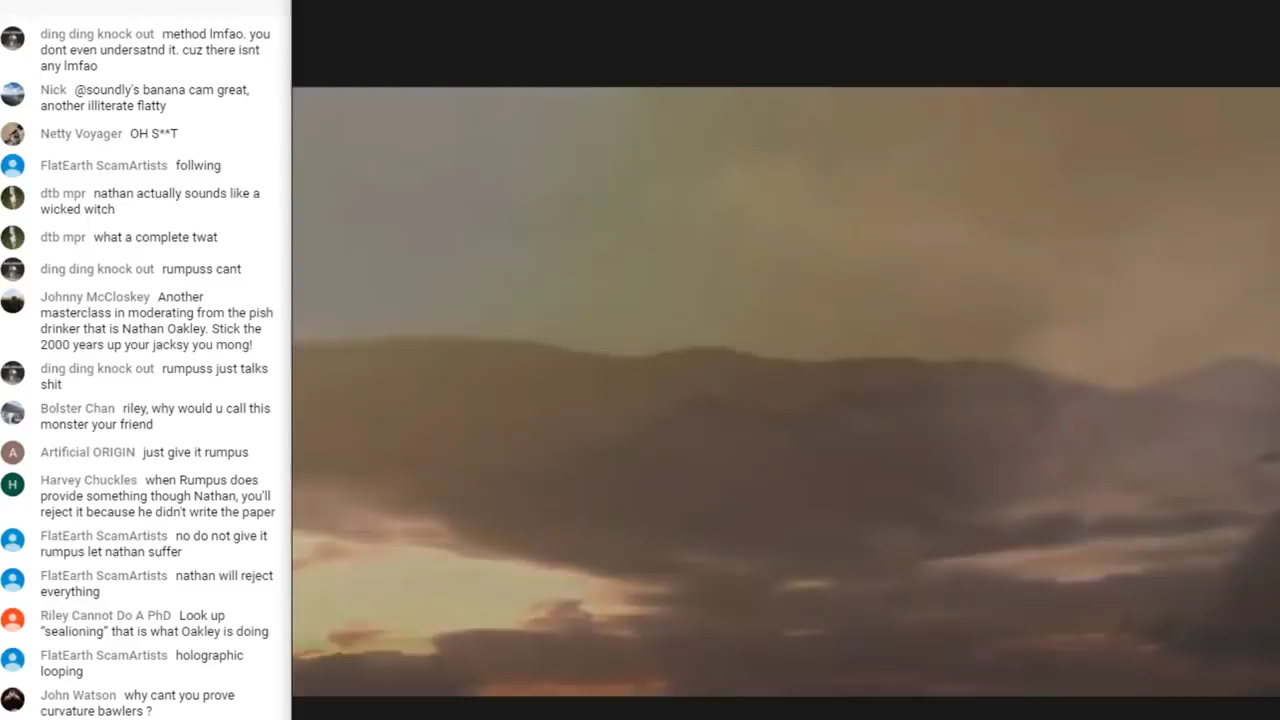 ding ding knock out method lmfao. you
dont even undersatnd it. cuz there isnt
any lmfao
Nick @soundly's banana cam great,
another illiterate flatty
Netty Voyager OH S**T
FlatEarth ScamArtists follwing
dtb mpr nathan actually sounds like a
wicked witch
dtb mpr what a complete twat
ding ding knock out rumpuss cant
Johnny McCloskey Another
masterclass in moderating from the pish
drinker that is Nathan Oakley. Stick the
2000 years up your jacksy you mong!
ding ding knock out rumpuss just talks
shit
Bolster Chan riley, why would u call this
monster your friend
A Artificial ORIGIN just give it rumpus
H Harvey Chuckles when Rumpus does
provide something though Nathan, you'll
reject it because he didn't write the paper
FlatEarth ScamArtists no do not give it
rumpus let nathan suffer
FlatEarth ScamArtists nathan will reject
everything
Riley Cannot Do A PhD Look up
“sealioning” that is what Oakley is doing
FlatEarth ScamArtists holographic
looping
John Watson why cant you prove
curvature bawlers ?